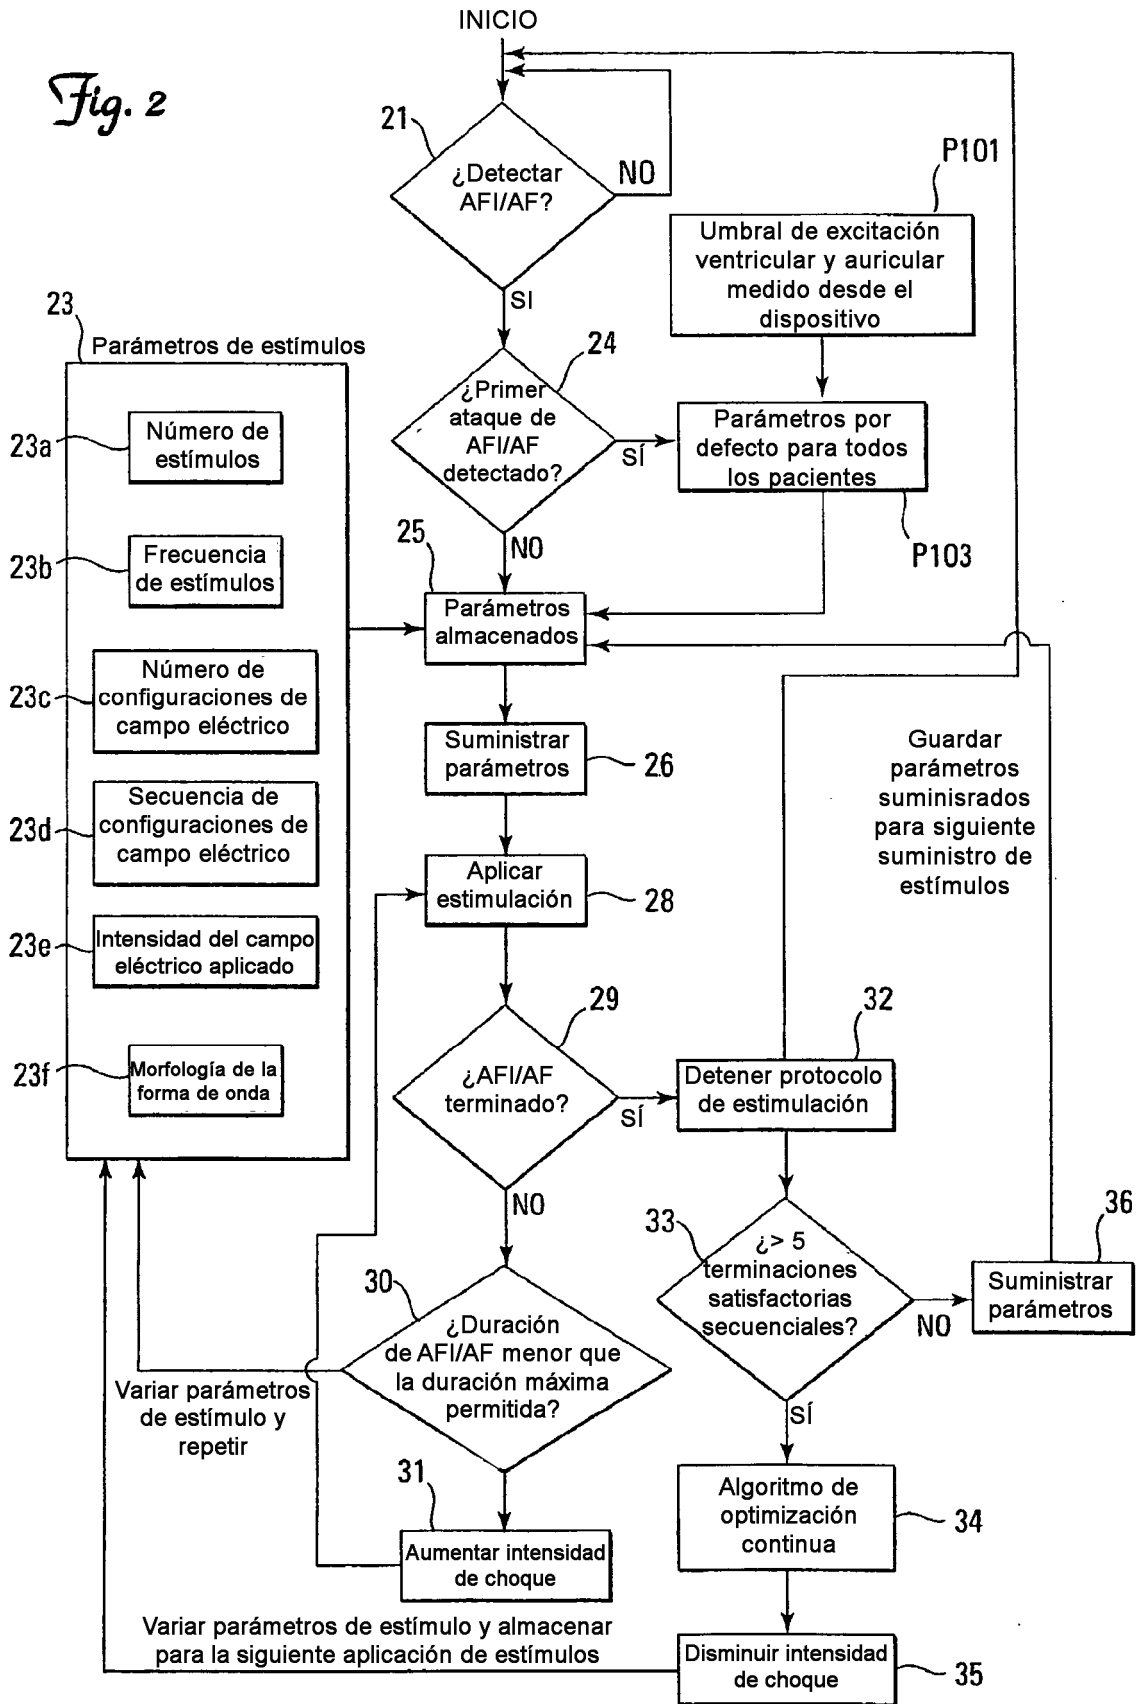 INICIO
Fig. 2
21
¿Detectar
AFI/AF?
NO
P101
Umbral de excitación
ventricular y auricular
medido desde el
dispositivo
SI
23
Parámetros de estímulos
24
¿Primer
ataque de
AFI/AF
detectado?
SÍ
Parámetros por
defecto para todos
los pacientes
P103
23a
Número de
estímulos
NO
25
23b
Frecuencia
de estímulos
Parámetros
almacenados
23c
Número de
configuraciones de
campo eléctrico
Suministrar
parámetros
26
Guardar
parámetros
suminisrados
para siguiente
suministro de
estímulos
23d
Secuencia de
configuraciones de
campo eléctrico
Aplicar
estimulación
28
23e
Intensidad del campo
eléctrico aplicado
29
32
23f
Morfología de la
forma de onda
¿AFI/AF
terminado?
SÍ
Detener protocolo
de estimulación
NO
33
¿> 5
terminaciones
satisfactorias
secuenciales?
NO
36
Suministrar
parámetros
30
¿Duración
de AFI/AF menor que
la duración máxima
permitida?
Variar parámetros
de estímulo y
repetir
SÍ
31
Aumentar intensidad
de choque
Algoritmo de
optimización
continua
34
Variar parámetros de estímulo y almacenar
para la siguiente aplicación de estímulos
Disminuir intensidad
de choque
35